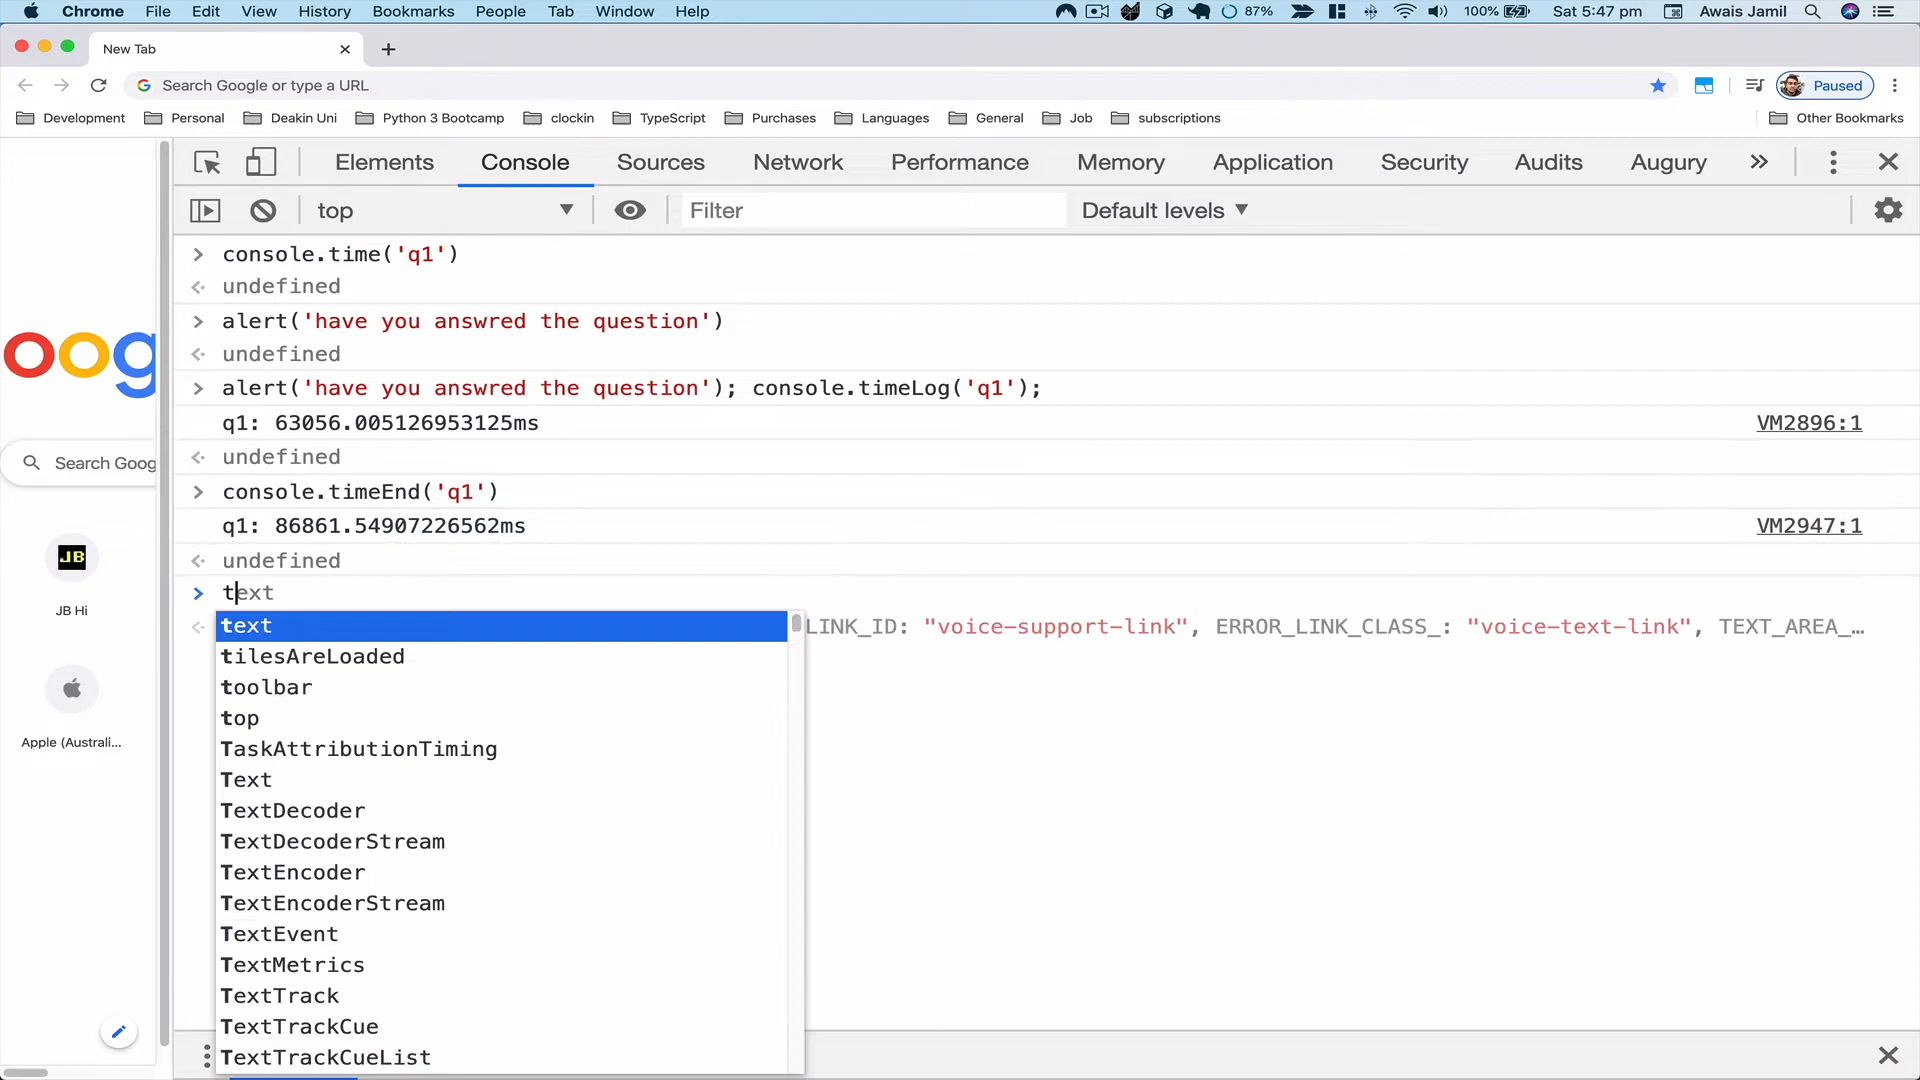 Chrome File Edit View History Bookmarks People Tab Window Help 87% 100% Sat 5:47 pm Awais Jamil
New Tab
Search Google or type a URL Paused
Development Personal Deakin Uni Python 3 Bootcamp clockin TypeScript Purchases Languages General Job subscriptions Other Bookmarks
Elements Console Sources Network Performance Memory Application Security Audits Augury
top Filter Default levels
> console.time('q1')
undefined
> alert('have you answred the question')
undefined
> alert('have you answred the question'); console.timeLog('q1');
q1: 63056.005126953125ms VM2896:1
undefined
> console.timeEnd('q1')
q1: 86861.54907226562ms VM2947:1
undefined
> text
text LINK_ID: "voice-support-link", ERROR_LINK_CLASS_: "voice-text-link", TEXT_AREA_…
tilesAreLoaded
toolbar
top
TaskAttributionTiming
Text
TextDecoder
TextDecoderStream
TextEncoder
TextEncoderStream
TextEvent
TextMetrics
TextTrack
TextTrackCue
TextTrackCueList
oog
Search Goog
JB
JB Hi
Apple (Australi...